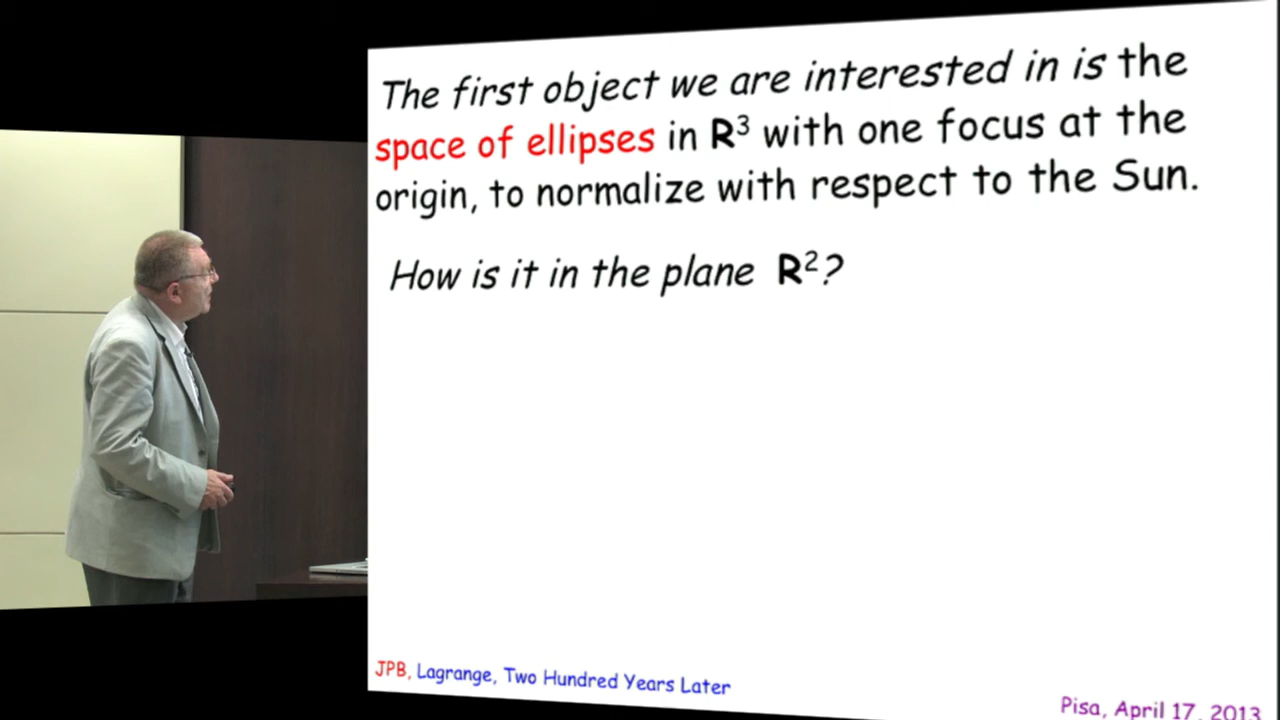 The first object we are interested in is the
space of ellipses in R³ with one focus at the
origin, to normalize with respect to the Sun.
How is it in the plane R²?
JPB, Lagrange, Two Hundred Years Later
Pisa, April 17, 2013